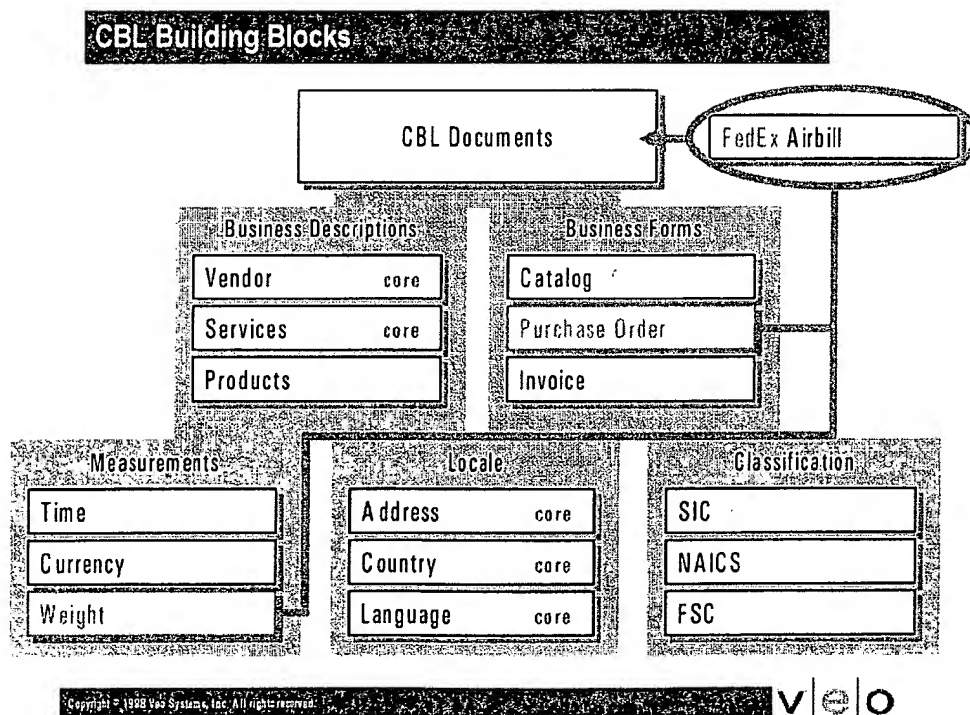 CBL Building Blocks
CBL Documents
FedEx Airbill
Business Descriptions
Vendor core
Services core
Products
Business Forms
Catalog
Purchase Order
Invoice
Measurements
Time
Currency
Weight
Locale
Address core
Country core
Language core
Classification
SIC
NAICS
FSC
Copyright © 1998 Veo Systems, Inc. All rights reserved.
veo